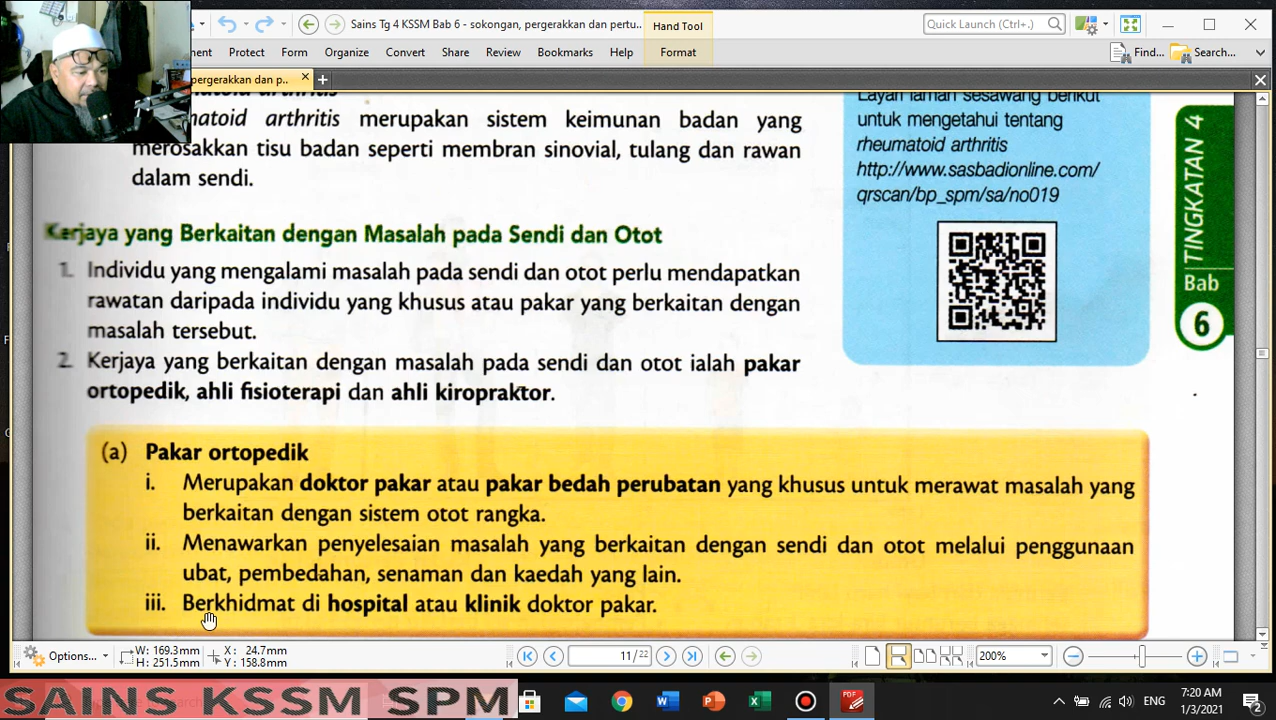 Sains Tg 4 KSSM Bab 6 - sokongan, pergerakkan dan pertu..
Hand Tool
Quick Launch (Ctrl+.)
Protect Form Organize Convert Share Review Bookmarks Help Format
Find... Search...
pergerakkan dan p..
arthritis merupakan sistem keimunan badan yang
merosakkan tisu badan seperti membran sinovial, tulang dan rawan
dalam sendi.
Layari laman sesawang berikut
untuk mengetahui tentang
rheumatoid arthritis
http://www.sasbadionline.com/
qrscan/bp_spm/sa/no019
TINGKATAN 4
Bab
6
Kerjaya yang Berkaitan dengan Masalah pada Sendi dan Otot
1. Individu yang mengalami masalah pada sendi dan otot perlu mendapatkan
rawatan daripada individu yang khusus atau pakar yang berkaitan dengan
masalah tersebut.
2. Kerjaya yang berkaitan dengan masalah pada sendi dan otot ialah pakar
ortopedik, ahli fisioterapi dan ahli kiropraktor.
(a) Pakar ortopedik
i. Merupakan doktor pakar atau pakar bedah perubatan yang khusus untuk merawat masalah yang
berkaitan dengan sistem otot rangka.
ii. Menawarkan penyelesaian masalah yang berkaitan dengan sendi dan otot melalui penggunaan
ubat, pembedahan, senaman dan kaedah yang lain.
iii. Berkhidmat di hospital atau klinik doktor pakar.
Options...
W: 169.3mm X: 24.7mm
H: 251.5mm Y: 158.8mm
11 / 22
200%
SAINS KSSM SPM
ENG
7:20 AM
1/3/2021
2